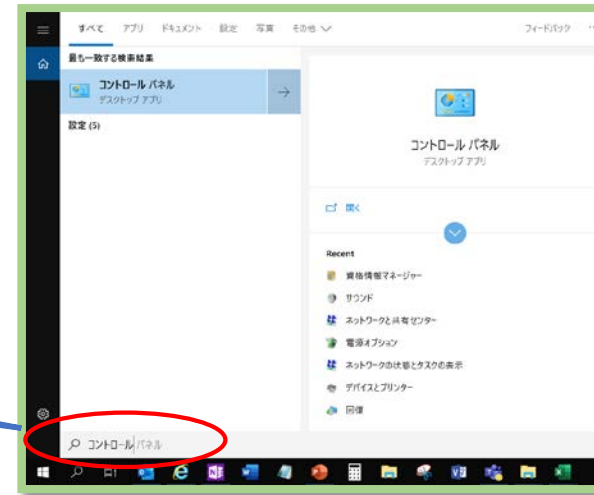 すべて アプリ ドキュメント 設定 写真 その他 フィードバック
最も一致する検索結果
コントロール パネル
デスクトップ アプリ
設定 (5)
コントロール パネル
デスクトップ アプリ
開く
Recent
資格情報マネージャー
サウンド
ネットワークと共有センター
電源オプション
ネットワークの状態とタスクの表示
デバイスとプリンター
回復
コントロール パネル